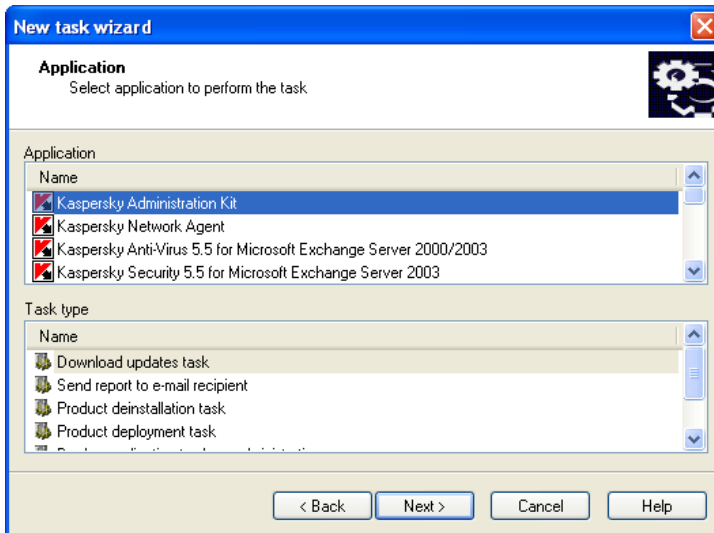 New task wizard
Application
Select application to perform the task
Application
Name
Kaspersky Administration Kit
Kaspersky Network Agent
Kaspersky Anti-Virus 5.5 for Microsoft Exchange Server 2000/2003
Kaspersky Security 5.5 for Microsoft Exchange Server 2003
Task type
Name
Download updates task
Send report to e-mail recipient
Product deinstallation task
Product deployment task
< Back
Next >
Cancel
Help